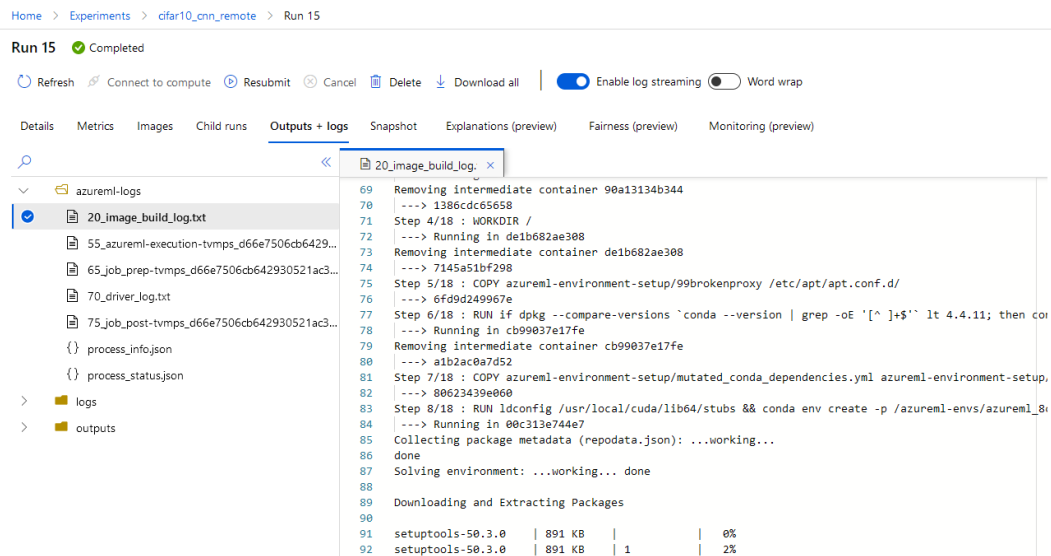 Home > Experiments > cifar10_cnn_remote > Run 15
Run 15 Completed
Refresh Connect to compute Resubmit Cancel Delete Download all Enable log streaming Word wrap
Details Metrics Images Child runs Outputs + logs Snapshot Explanations (preview) Fairness (preview) Monitoring (preview)
azureml-logs
20_image_build_log.txt
55_azureml-execution-tvmps_d66e7506cb6429...
65_job_prep-tvmps_d66e7506cb642930521ac3...
70_driver_log.txt
75_job_post-tvmps_d66e7506cb642930521ac3...
{} process_info.json
{} process_status.json
logs
outputs
20_image_build_log.
69 Removing intermediate container 90a13134b344
70 ---> 1386cdc65658
71 Step 4/18 : WORKDIR /
72 ---> Running in de1b682ae308
73 Removing intermediate container de1b682ae308
74 ---> 7145a51bf298
75 Step 5/18 : COPY azureml-environment-setup/99brokenproxy /etc/apt/apt.conf.d/
76 ---> 6fd9d249967e
77 Step 6/18 : RUN if dpkg --compare-versions `conda --version | grep -oE '[^ ]+$'` lt 4.4.11; then con
78 ---> Running in cb99037e17fe
79 Removing intermediate container cb99037e17fe
80 ---> a1b2ac0a7d52
81 Step 7/18 : COPY azureml-environment-setup/mutated_conda_dependencies.yml azureml-environment-setup/
82 ---> 80623439e060
83 Step 8/18 : RUN ldconfig /usr/local/cuda/lib64/stubs && conda env create -p /azureml-envs/azureml_8
84 ---> Running in 00c313e744e7
85 Collecting package metadata (repodata.json): ...working...
86 done
87 Solving environment: ...working... done
88
89 Downloading and Extracting Packages
90
91 setuptools-50.3.0 | 891 KB | | 0%
92 setuptools-50.3.0 | 891 KB | 1 | 2%